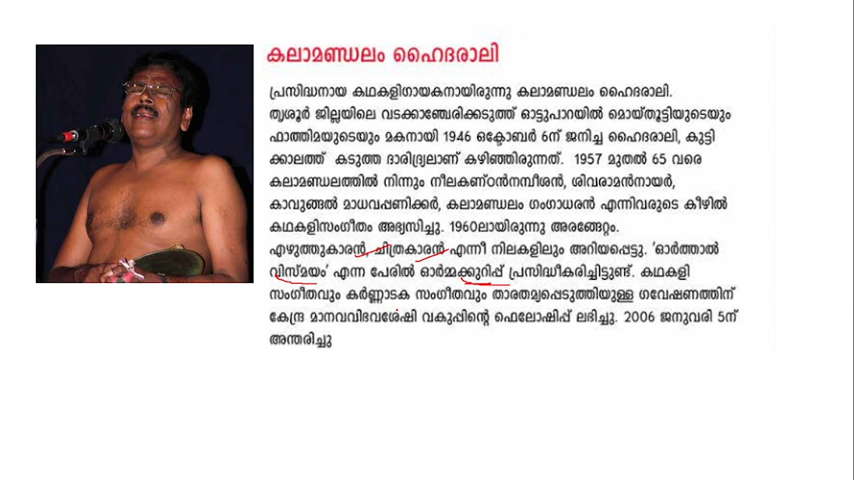 കലാമണ്ഡലം ഹൈദരാലി
പ്രസിദ്ധനായ കഥകളിഗായകനായിരുന്നു കലാമണ്ഡലം ഹൈദരാലി.
തൃശൂർ ജില്ലയിലെ വടക്കാഞ്ചേരിക്കടുത്ത് ഓട്ടുപാറയിൽ മൊയ്തൂട്ടിയുടെയും
ഫാത്തിമയുടെയും മകനായി 1946 ഒക്ടോബർ 6ന് ജനിച്ച ഹൈദരാലി, കുട്ടി
ക്കാലത്ത് കടുത്ത ദാരിദ്ര്യലാണ് കഴിഞ്ഞിരുന്നത്. 1957 മുതൽ 65 വരെ
കലാമണ്ഡലത്തിൽ നിന്നും നീലകണ്ഠൻനമ്പീശൻ, ശിവരാമൻനായർ,
കാവുങ്ങൽ മാധവപ്പണിക്കർ, കലാമണ്ഡലം ഗംഗാധരൻ എന്നിവരുടെ കീഴിൽ
കഥകളിസംഗീതം അഭ്യസിച്ചു. 1960ലായിരുന്നു അരങ്ങേറ്റം.
എഴുത്തുകാരൻ, ചിത്രകാരൻ എന്നീ നിലകളിലും അറിയപ്പെട്ടു. 'ഓർത്താൽ
വിസ്മയം' എന്ന പേരിൽ ഓർമ്മക്കുറിപ്പ് പ്രസിദ്ധീകരിച്ചിട്ടുണ്ട്. കഥകളി
സംഗീതവും കർണ്ണാടക സംഗീതവും താരതമ്യപ്പെടുത്തിയുള്ള ഗവേഷണത്തിന്
കേന്ദ്ര മാനവവിഭവശേഷി വകുപ്പിന്റെ ഫെലോഷിപ്പ് ലഭിച്ചു. 2006 ജനുവരി 5ന്
അന്തരിച്ചു